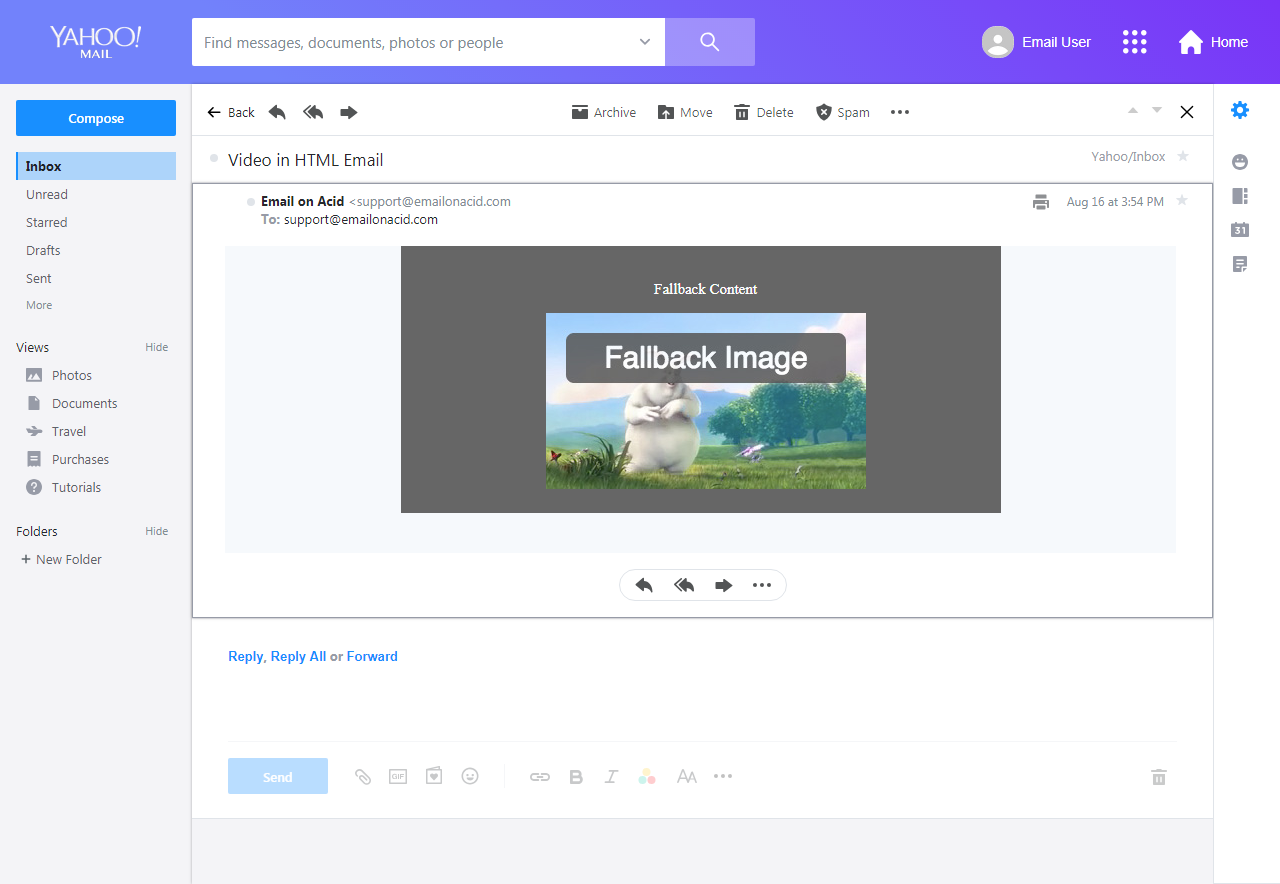 YAHOO!
MAIL
Find messages, documents, photos or people
Email User
Home
Compose
Inbox
Unread
Starred
Drafts
Sent
More
Views Hide
Photos
Documents
Travel
Purchases
Tutorials
Folders Hide
+ New Folder
Back
Archive Move Delete Spam
Video in HTML Email
Yahoo/Inbox
Email on Acid <support@emailonacid.com
Aug 16 at 3:54 PM
To: support@emailonacid.com
Fallback Content
Fallback Image
Reply, Reply All or Forward
Send
GIF
B I AA
31